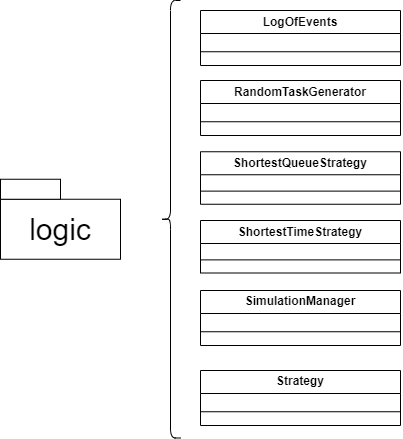 logic
LogOfEvents
RandomTaskGenerator
ShortestQueueStrategy
ShortestTimeStrategy
SimulationManager
Strategy